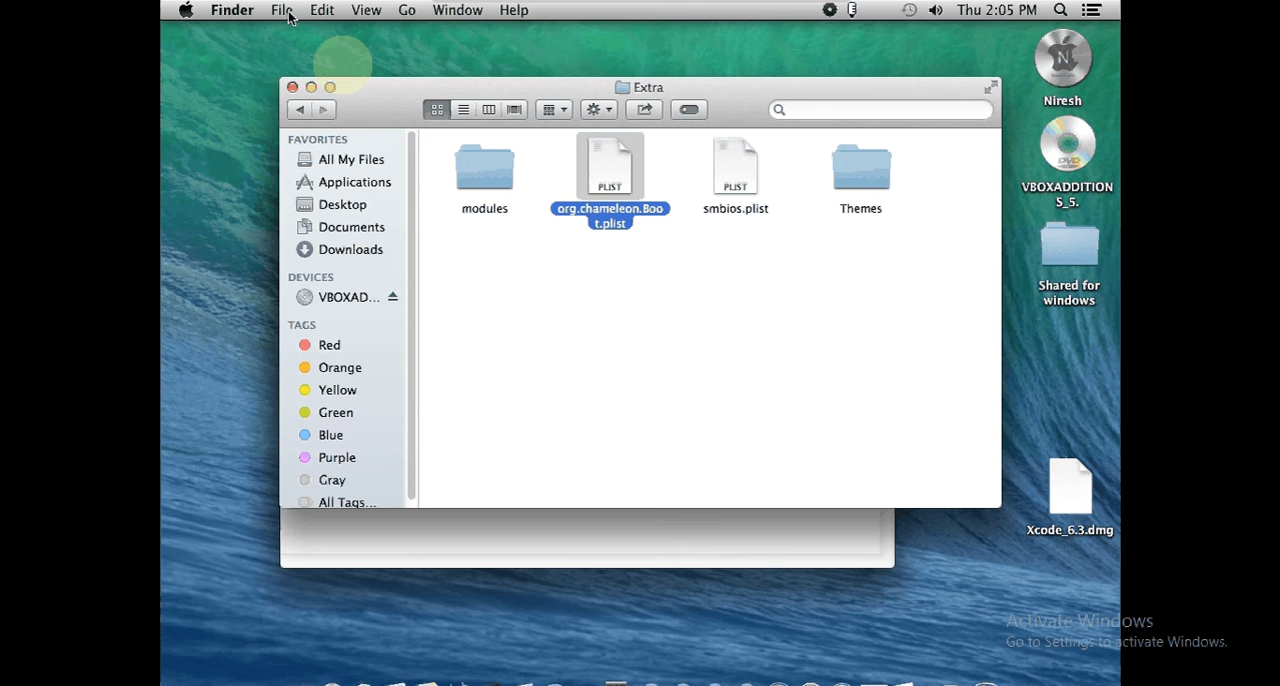 Finder File Edit View Go Window Help Thu 2:05 PM
Extra
FAVORITES
All My Files
Applications
Desktop
Documents
Downloads
DEVICES
VBOXAD...
TAGS
Red
Orange
Yellow
Green
Blue
Purple
Gray
All Tags...
PLIST
PLIST
modules
org.chameleon.Boo
t.plist
smbios.plist
Themes
N
Niresh
DVD
VBOXADDITION
S_5.
Shared for
windows
Xcode_6.3.dmg
Activate Windows
Go to Settings to activate Windows.